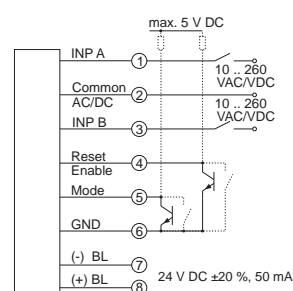 max. 5 V DC
INP A
1
10 .. 260
VAC/VDC
Common
AC/DC
2
10 .. 260
VAC/VDC
INP B
3
Reset
Enable
4
Mode
5
GND
6
(-) BL
7
24 V DC ±20 %, 50 mA
(+) BL
8